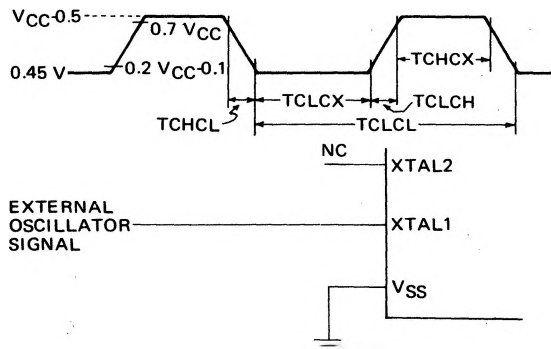 VCC-0.5
0.7 VCC
0.45 V
0.2 VCC-0.1
TCHCX
TCLCX
TCLCH
TCHCL
TCLCL
NC
XTAL2
EXTERNAL
OSCILLATOR
SIGNAL
XTAL1
VSS